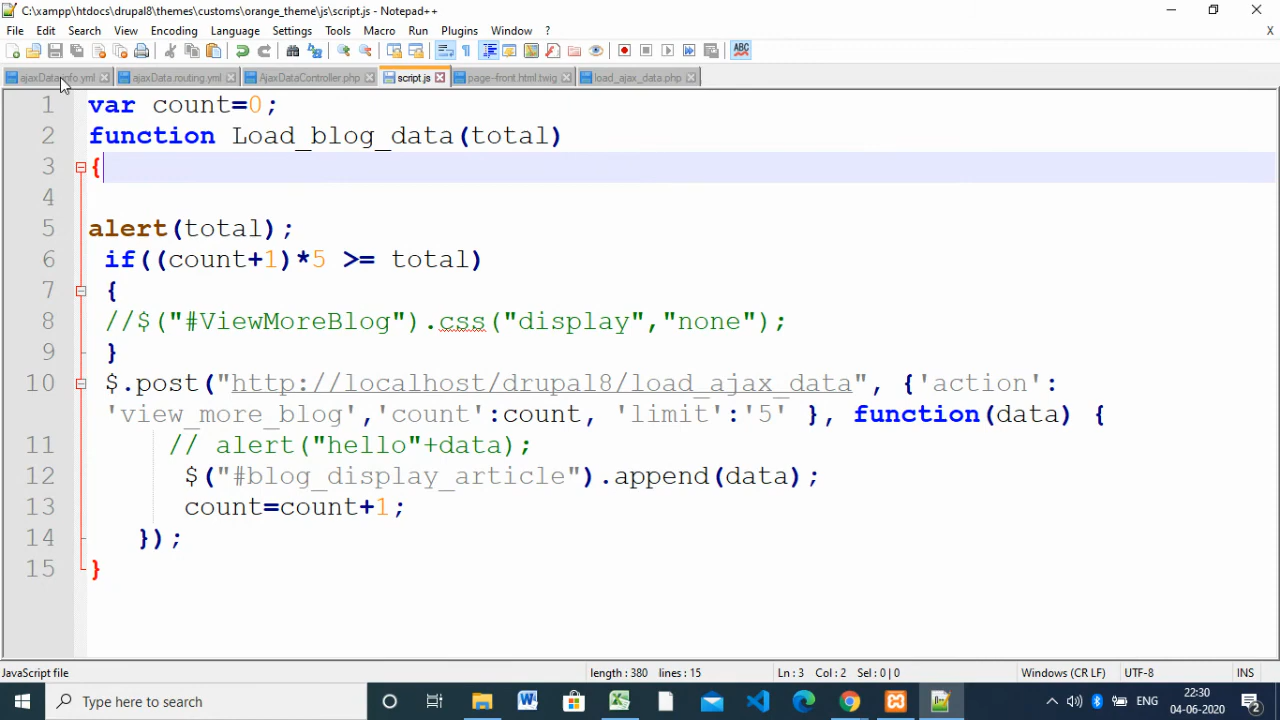 C:\xampp\htdocs\drupal8\themes\customs\orange_theme\js\script.js - Notepad++
File Edit Search View Encoding Language Settings Tools Macro Run Plugins Window ? X
ajaxData.info.yml ajaxData.routing.yml AjaxDataController.php script.js page-front.html.twig load_ajax_data.php
1 var count=0;
2 function Load_blog_data(total)
3 {
4
5 alert(total);
6 if((count+1)*5 >= total)
7 {
8 //$("#ViewMoreBlog").css("display","none");
9 }
10 $.post("http://localhost/drupal8/load_ajax_data", {'action':
'view_more_blog','count':count, 'limit':'5' }, function(data) {
11 // alert("hello"+data);
12 $("#blog_display_article").append(data);
13 count=count+1;
14 });
15 }
JavaScript file length : 380 lines : 15 Ln : 3 Col : 2 Sel : 0 | 0 Windows (CR LF) UTF-8 INS
Type here to search ENG 22:30
04-06-2020 2